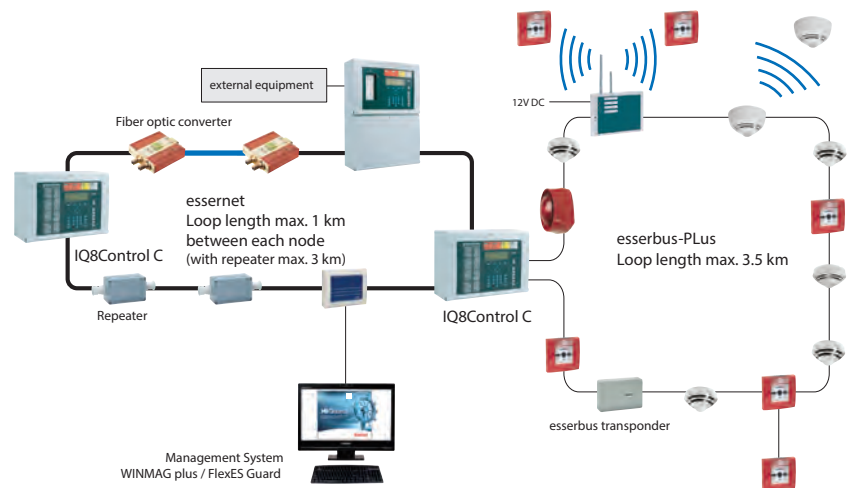 external equipment
Fiber optic converter
12V DC
essernet
Loop length max. 1 km
between each node
(with repeater max. 3 km)
IQ8Control C
esserbus-PLus
Loop length max. 3.5 km
Repeater
IQ8Control C
esserbus transponder
Management System
WINMAG plus / FlexES Guard